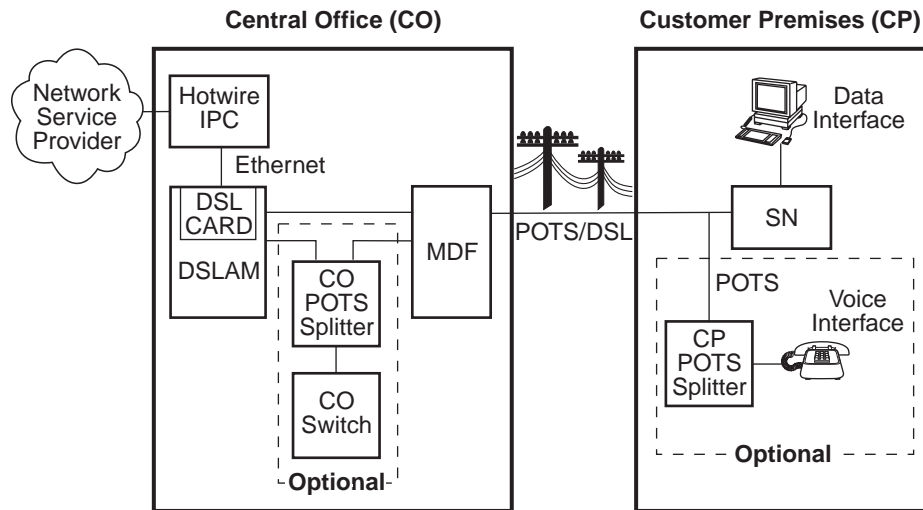 Central Office (CO)
Customer Premises (CP)
Network
Service
Provider
Hotwire
IPC
Ethernet
DSL
CARD
DSLAM
CO
POTS
Splitter
CO
Switch
Optional
MDF
POTS/DSL
Data
Interface
SN
POTS
CP
POTS
Splitter
Voice
Interface
Optional